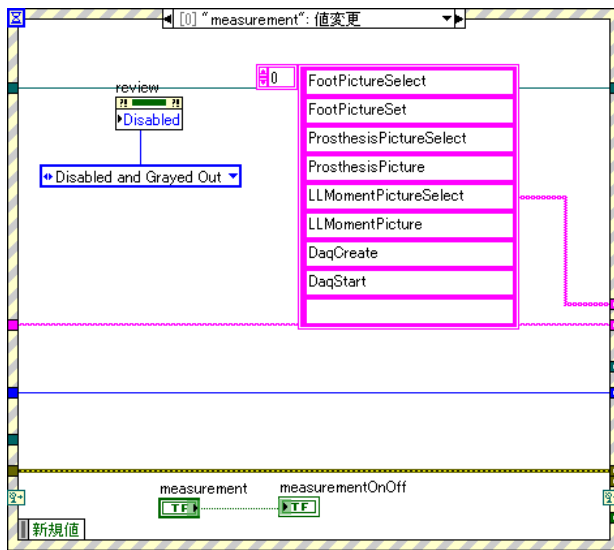 [0] "measurement": 値変更
review
Disabled
Disabled and Grayed Out
0
FootPictureSelect
FootPictureSet
ProsthesisPictureSelect
ProsthesisPicture
LLMomentPictureSelect
LLMomentPicture
DaqCreate
DaqStart
measurement
measurementOnOff
TF
TF
新規値